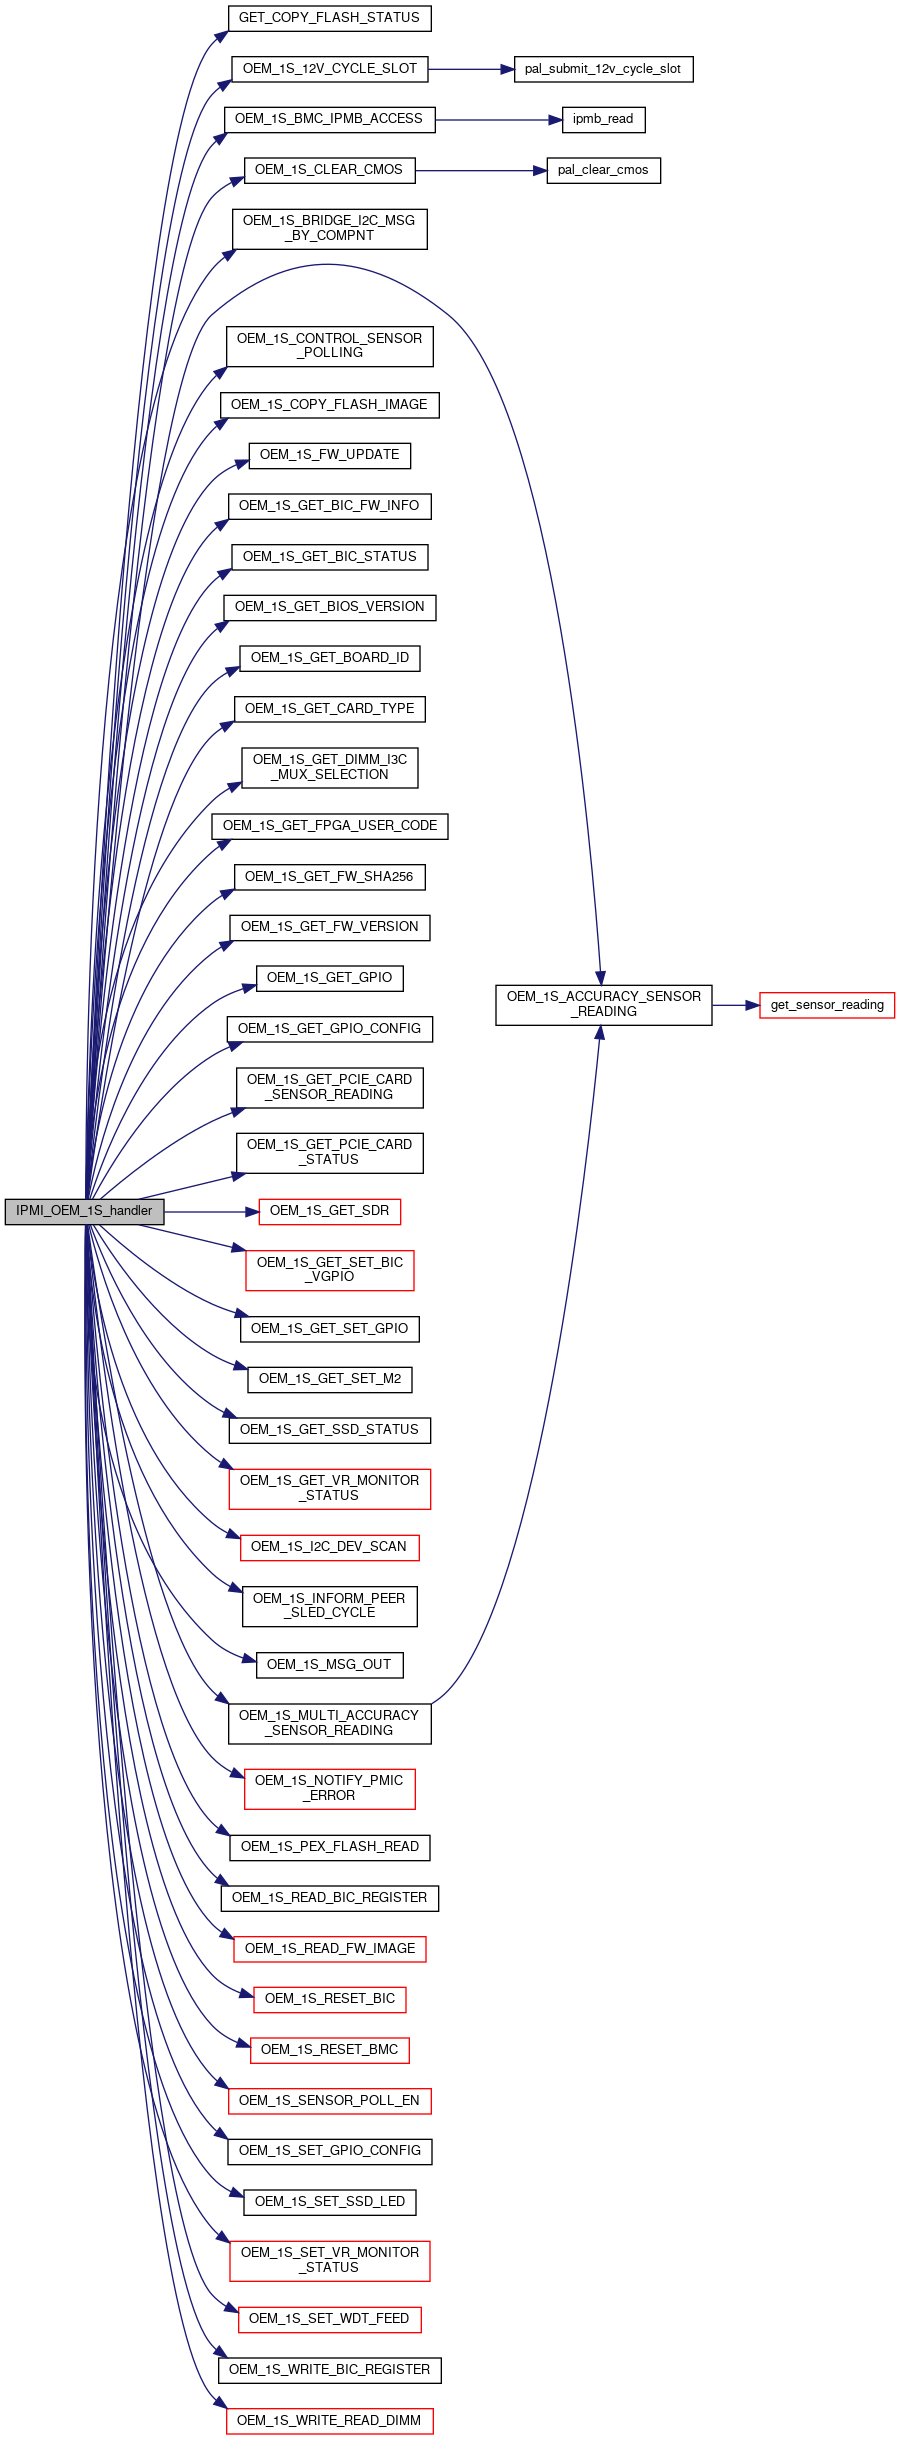 GET_COPY_FLASH_STATUS
OEM_1S_12V_CYCLE_SLOT
pal_submit_12v_cycle_slot
OEM_1S_BMC_IPMB_ACCESS
ipmb_read
OEM_1S_CLEAR_CMOS
pal_clear_cmos
OEM_1S_BRIDGE_I2C_MSG
_BY_COMPNT
OEM_1S_CONTROL_SENSOR
_POLLING
OEM_1S_COPY_FLASH_IMAGE
OEM_1S_FW_UPDATE
OEM_1S_GET_BIC_FW_INFO
OEM_1S_GET_BIC_STATUS
OEM_1S_GET_BIOS_VERSION
OEM_1S_GET_BOARD_ID
OEM_1S_GET_CARD_TYPE
OEM_1S_GET_DIMM_I3C
_MUX_SELECTION
OEM_1S_GET_FPGA_USER_CODE
OEM_1S_GET_FW_SHA256
OEM_1S_GET_FW_VERSION
OEM_1S_GET_GPIO
OEM_1S_ACCURACY_SENSOR
_READING
get_sensor_reading
OEM_1S_GET_GPIO_CONFIG
OEM_1S_GET_PCIE_CARD
_SENSOR_READING
OEM_1S_GET_PCIE_CARD
_STATUS
IPMI_OEM_1S_handler
OEM_1S_GET_SDR
OEM_1S_GET_SET_BIC
_VGPIO
OEM_1S_GET_SET_GPIO
OEM_1S_GET_SET_M2
OEM_1S_GET_SSD_STATUS
OEM_1S_GET_VR_MONITOR
_STATUS
OEM_1S_I2C_DEV_SCAN
OEM_1S_INFORM_PEER
_SLED_CYCLE
OEM_1S_MSG_OUT
OEM_1S_MULTI_ACCURACY
_SENSOR_READING
OEM_1S_NOTIFY_PMIC
_ERROR
OEM_1S_PEX_FLASH_READ
OEM_1S_READ_BIC_REGISTER
OEM_1S_READ_FW_IMAGE
OEM_1S_RESET_BIC
OEM_1S_RESET_BMC
OEM_1S_SENSOR_POLL_EN
OEM_1S_SET_GPIO_CONFIG
OEM_1S_SET_SSD_LED
OEM_1S_SET_VR_MONITOR
_STATUS
OEM_1S_SET_WDT_FEED
OEM_1S_WRITE_BIC_REGISTER
OEM_1S_WRITE_READ_DIMM